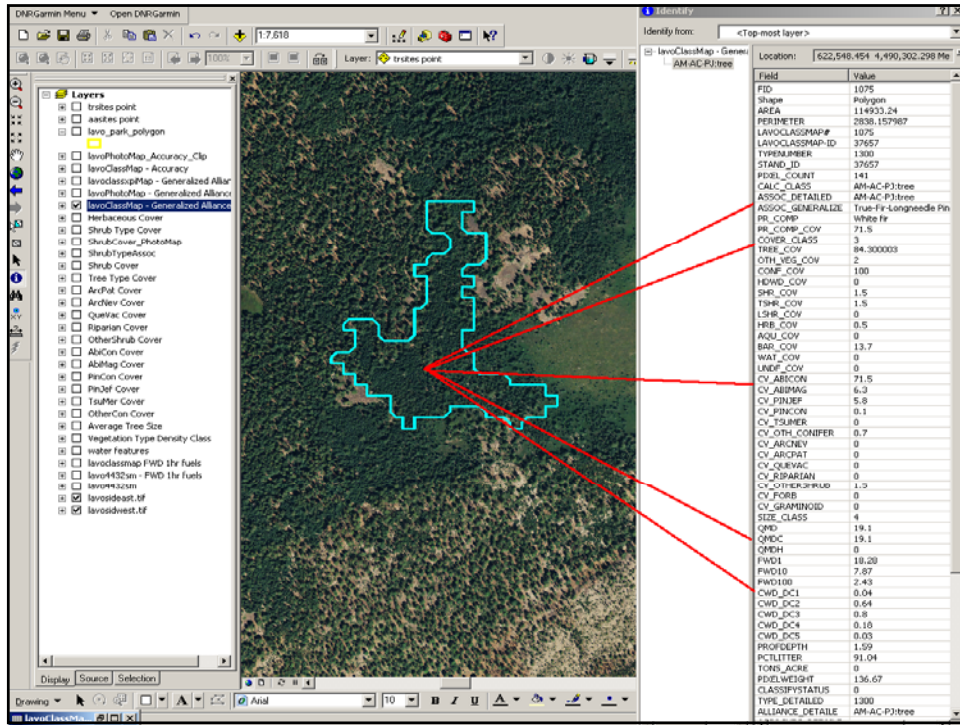 DNRGarmin Menu Open DNRGarmin
1:7,618
100%
Layer: trsites point
Layers
trsites point
aasites point
lavo_park_polygon
lavoPhotoMap_Accuracy_Clip
lavoClassMap - Accuracy
lavoclassxpiMap - Generalized Allian
lavoPhotoMap - Generalized Alliance
lavoClassMap - Generalized Alliance
Herbaceous Cover
Shrub Type Cover
ShrubCover_PhotoMap
ShrubTypeAssoc
Shrub Cover
Tree Type Cover
ArcPat Cover
ArcNev Cover
QueVac Cover
Riparian Cover
OtherShrub Cover
AbiCon Cover
AbiMag Cover
PinCon Cover
PinJef Cover
TsuMer Cover
OtherCon Cover
Average Tree Size
Vegetation Type Density Class
water features
lavoclassmap FWD 1hr fuels
lavo4432sm - FWD 1hr fuels
lavo4432sm
lavosideast.tif
lavosidwest.tif
Display Source Selection
Drawing
Arial
10
B I U A
lavoClassMa...
Identify
Identify from: <Top-most layer>
lavoClassMap - Gener
AM-AC-PJ:tree
Location: 622,548.454 4,490,302.298 Me
Field Value
FID 1075
Shape Polygon
AREA 114933.24
PERIMETER 2838.157987
LAVOCLASSMAP# 1075
LAVOCLASSMAP-ID 37657
TYPENUMBER 1300
STAND_ID 37657
PIXEL_COUNT 141
CALC_CLASS AM-AC-PJ:tree
ASSOC_DETAILED AM-AC-PJ:tree
ASSOC_GENERALIZE True-Fir-Longneedle Pin
PR_COMP White fir
PR_COMP_COV 71.5
COVER_CLASS 3
TREE_COV 84.300003
OTH_VEG_COV 2
CONF_COV 100
HDWD_COV 0
SHR_COV 1.5
TSHR_COV 1.5
LSHR_COV 0
HRB_COV 0.5
AQU_COV 0
BAR_COV 13.7
WAT_COV 0
UNDF_COV 0
CV_ABICON 71.5
CV_ABIMAG 6.3
CV_PINJEF 5.8
CV_PINCON 0.1
CV_TSUMER 0
CV_OTH_CONIFER 0.7
CV_ARCNEV 0
CV_ARCPAT 0
CV_QUEVAC 0
CV_RIPARIAN 0
CV_OTHERSHRUB 1.5
CV_FORB 0
CV_GRAMINOID 0
SIZE_CLASS 4
QMD 19.1
QMDC 19.1
QMDH 0
FWD1 18.28
FWD10 7.87
FWD100 2.43
CWD_DC1 0.04
CWD_DC2 0.64
CWD_DC3 0.8
CWD_DC4 0.18
CWD_DC5 0.03
PROFDEPTH 1.59
PCTLITTER 91.04
TONS_ACRE 0
PIXELWEIGHT 136.67
CLASSIFYSTATUS 0
TYPE_DETAILED 1300
ALLIANCE_DETAILE AM-AC-PJ:tree